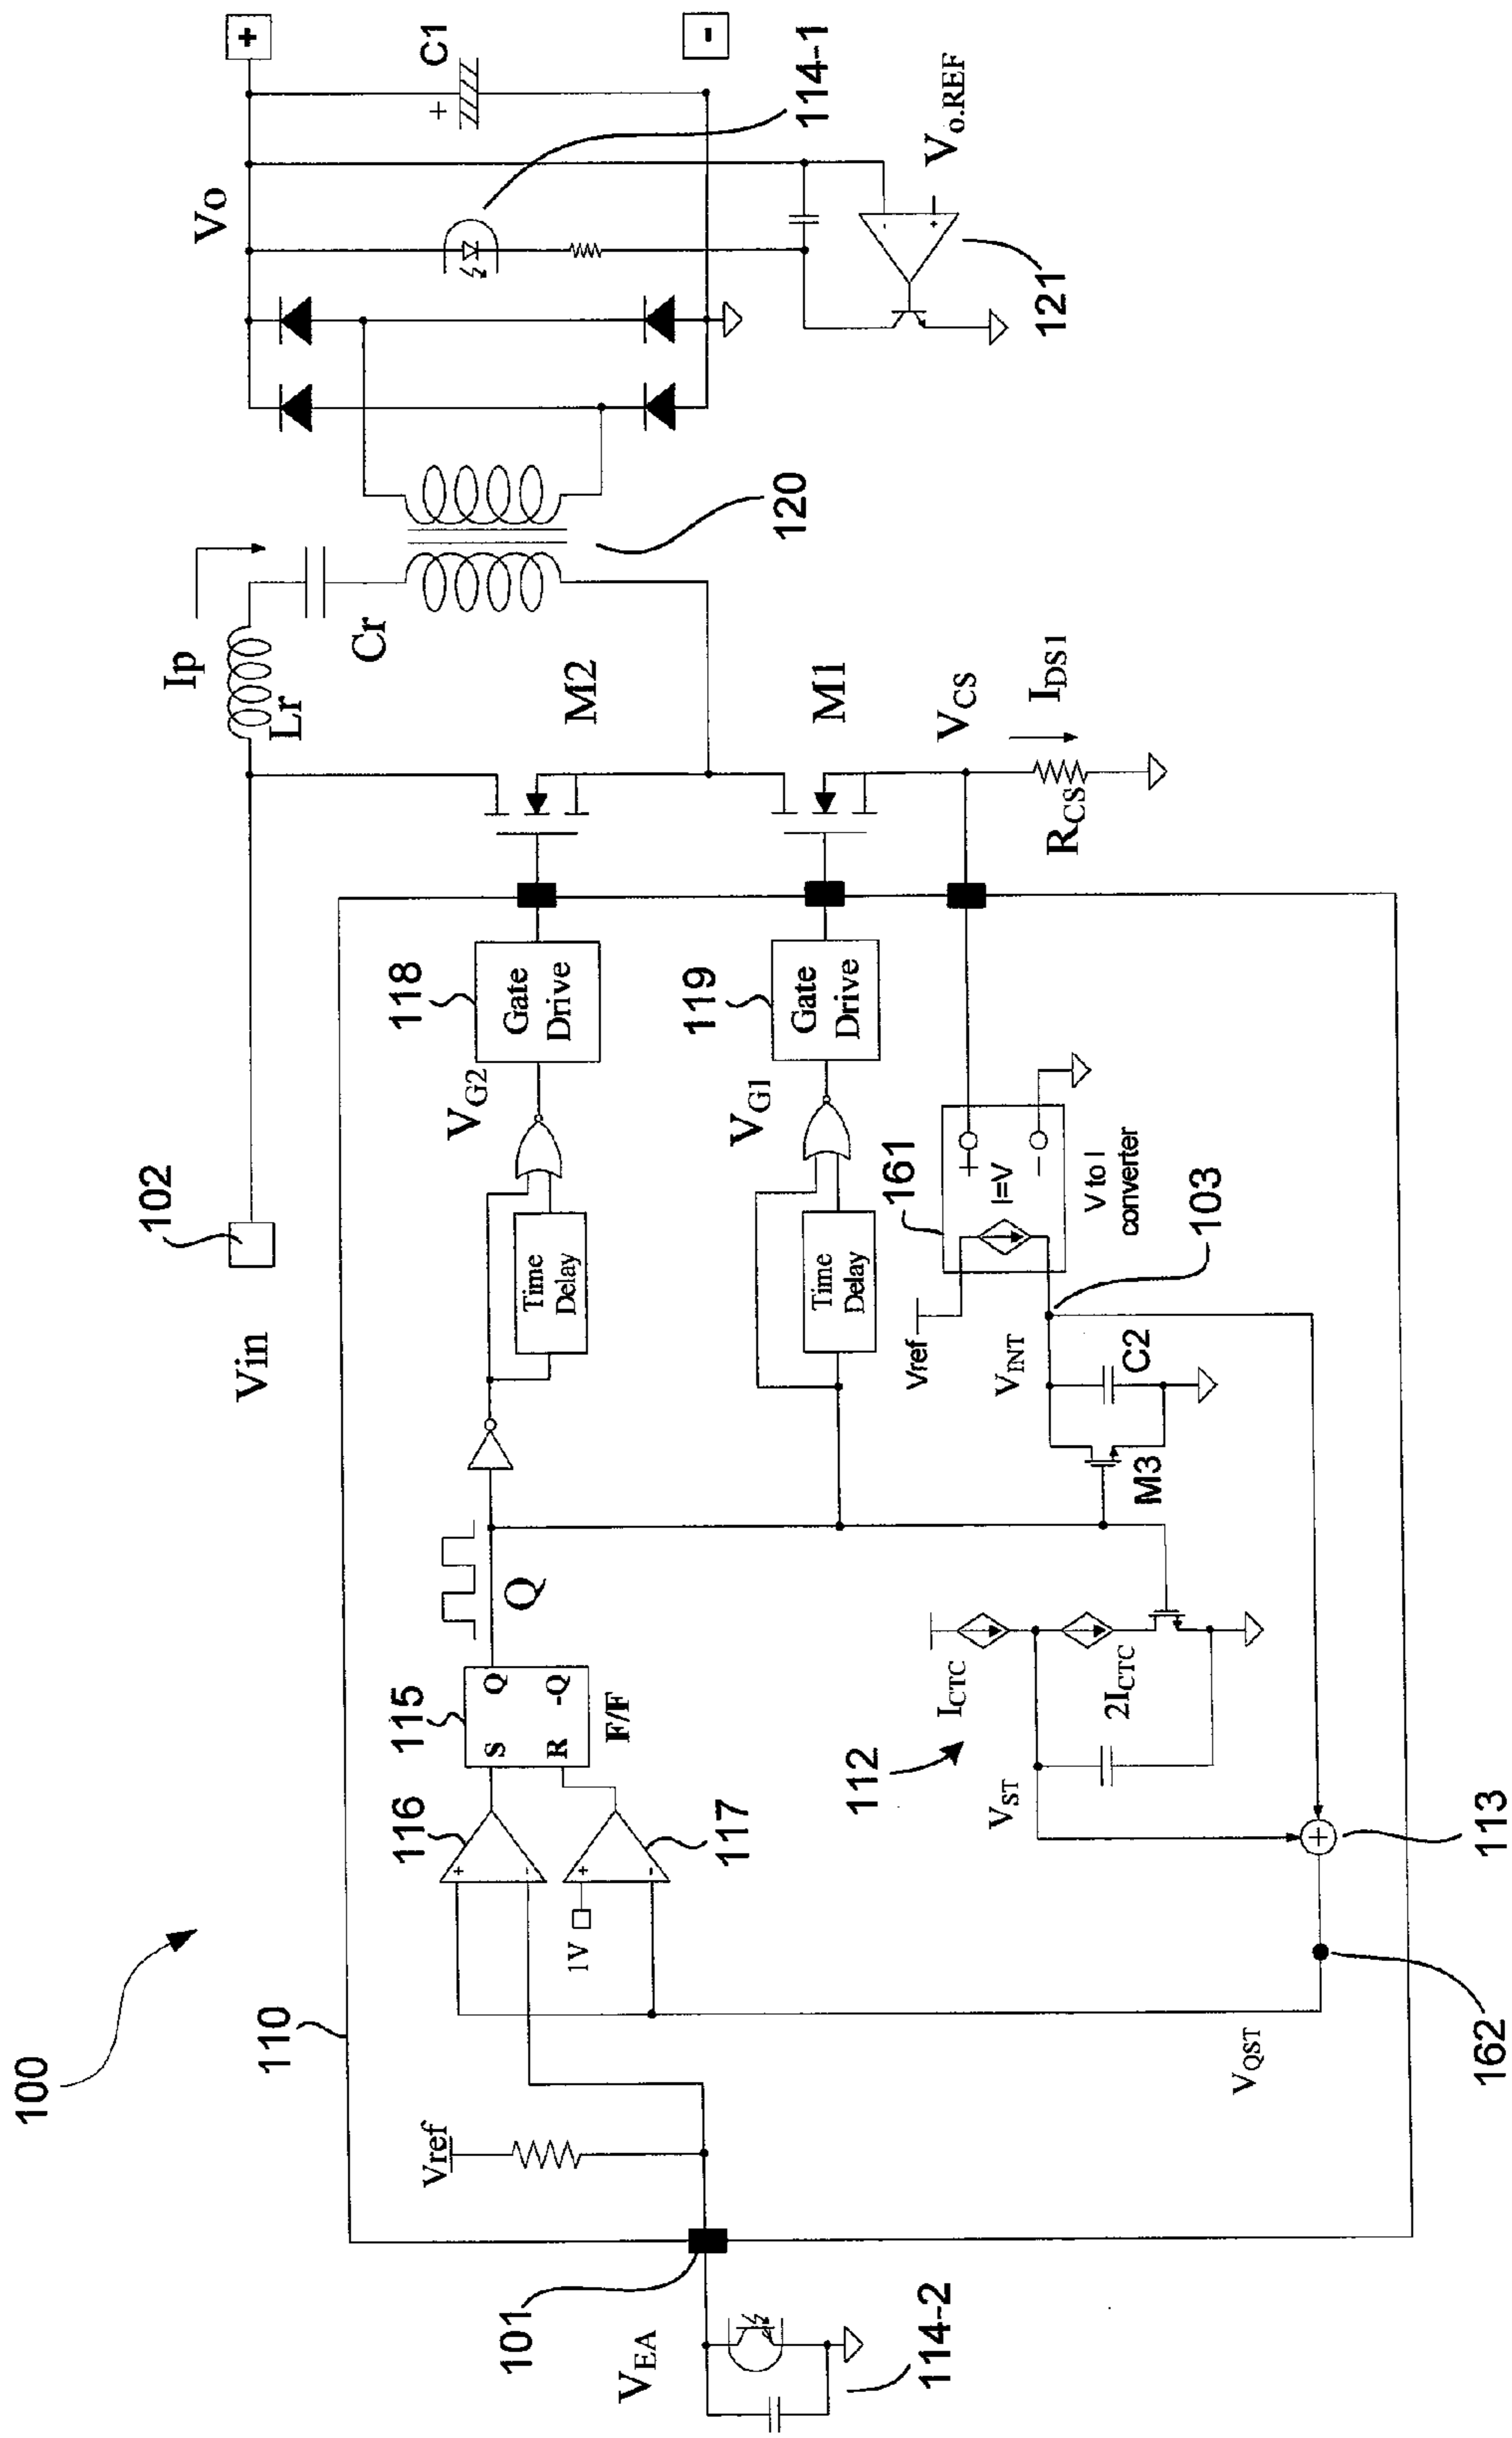 100
110
Vref
V_EA
101
114-2
116
117
1V
+
-
+
-
115
S
Q
R
-Q
F/F
Q
V_G2
118
Gate
Drive
Time
Delay
V_G1
119
Gate
Drive
Time
Delay
161
+
-
I=V
V to I
converter
Vref
V_INT
103
C2
M3
112
I_CTC
2I_CTC
V_ST
+
113
V_QST
162
Vin
102
Ip
Lr
Cr
M2
M1
V_CS
I_DS1
R_CS
120
Vo
+
C1
+
-
114-1
V_o.REF
-
+
121